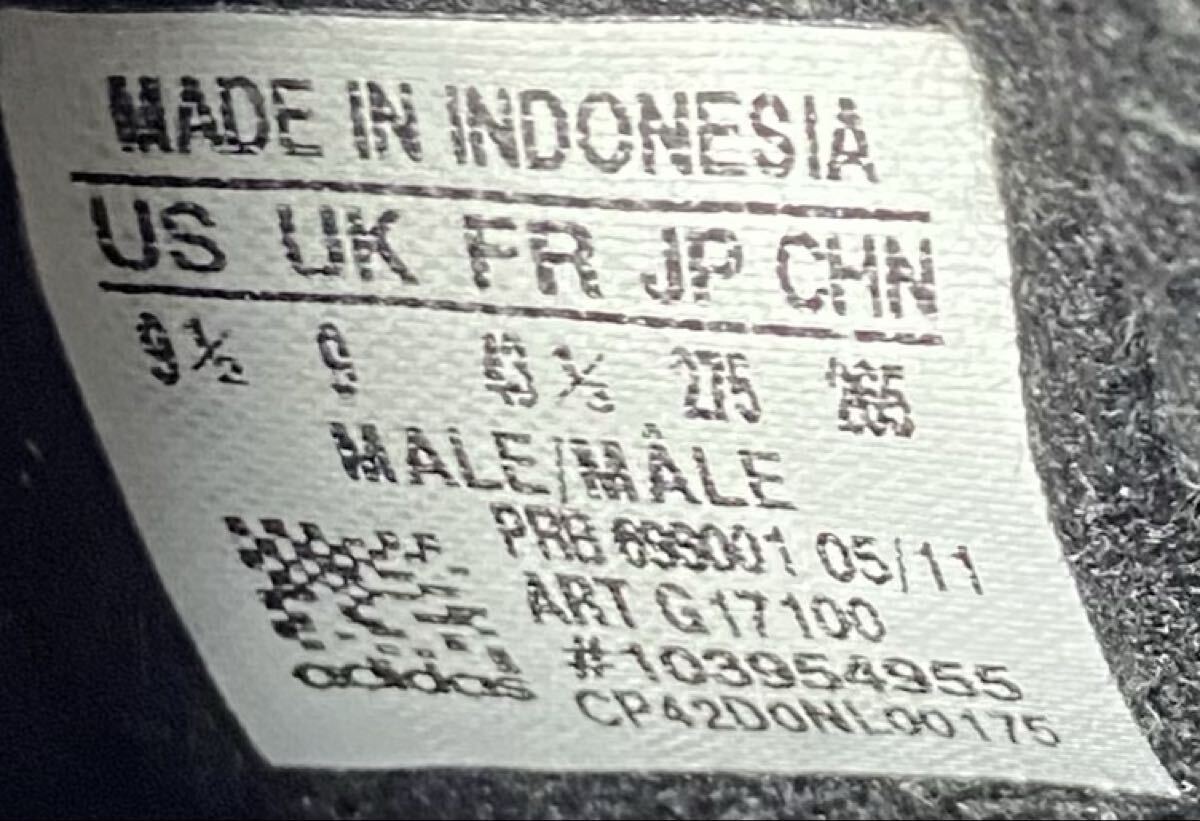 MADE IN INDONESIA
US UK FR JP CHN
9½ 9 43⅓ 275 265
MALE/MÂLE
PRB 699001 05/11
ART G17100
#103954955
adidas
CP42D0NL00175